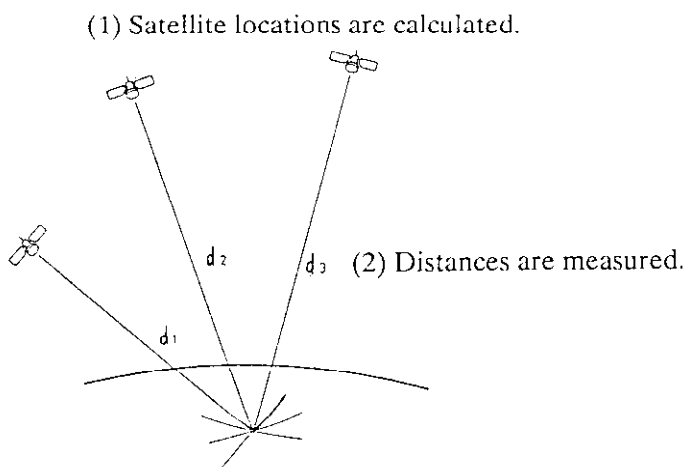 (1) Satellite locations are calculated.
d2
d3 (2) Distances are measured.
d1